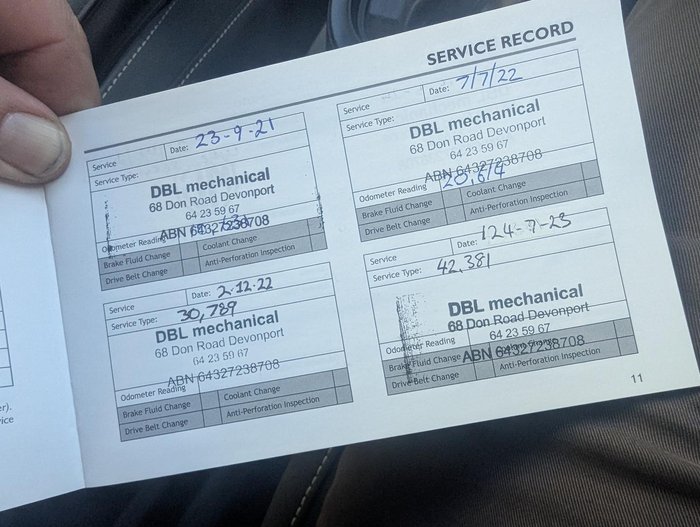 SERVICE RECORD
Service
Date: 23-9-21
Service Type:
DBL mechanical
68 Don Road Devonport
64 23 59 67
ABN 64327238708
Odometer Reading
Brake Fluid Change
Coolant Change
Drive Belt Change
Anti-Perforation Inspection
Service
Date: 7/7/22
Service Type:
DBL mechanical
68 Don Road Devonport
64 23 59 67
ABN 64327238708
Odometer Reading
Brake Fluid Change
Coolant Change
Drive Belt Change
Anti-Perforation Inspection
Service
Date: 2.12.22
Service Type: 30,789
DBL mechanical
68 Don Road Devonport
64 23 59 67
ABN 64327238708
Odometer Reading
Brake Fluid Change
Coolant Change
Drive Belt Change
Anti-Perforation Inspection
Service
Date:
Service Type: 42,381
DBL mechanical
68 Don Road Devonport
64 23 59 67
ABN 64327238708
Odometer Reading
Brake Fluid Change
Drive Belt Change
Anti-Perforation Inspection
11
er).